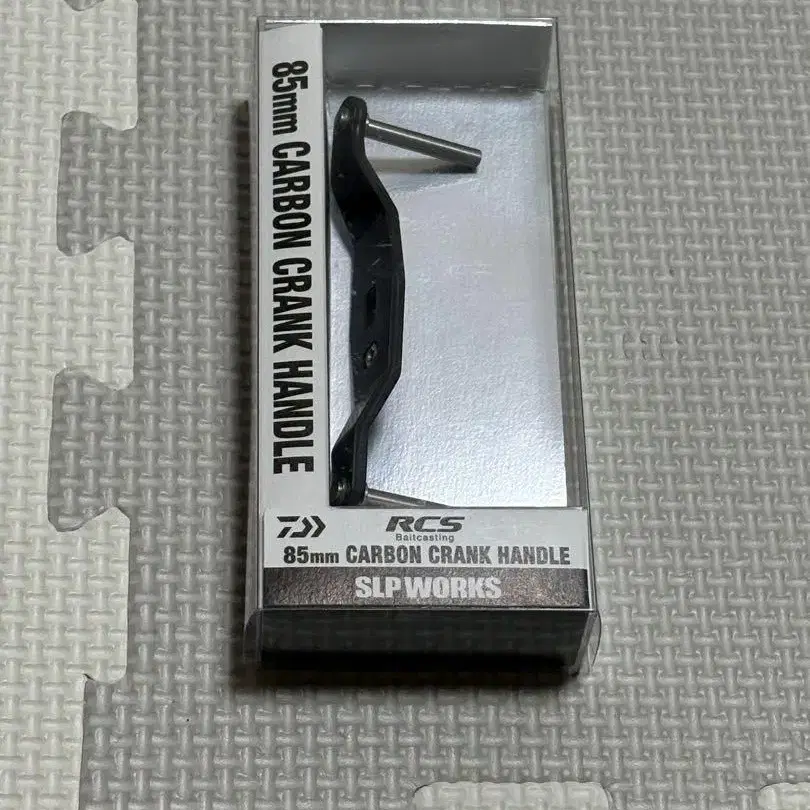 85mm CARBON CRANK HANDLE
RCS
Baitcasting
85mm CARBON CRANK HANDLE
SLP WORKS